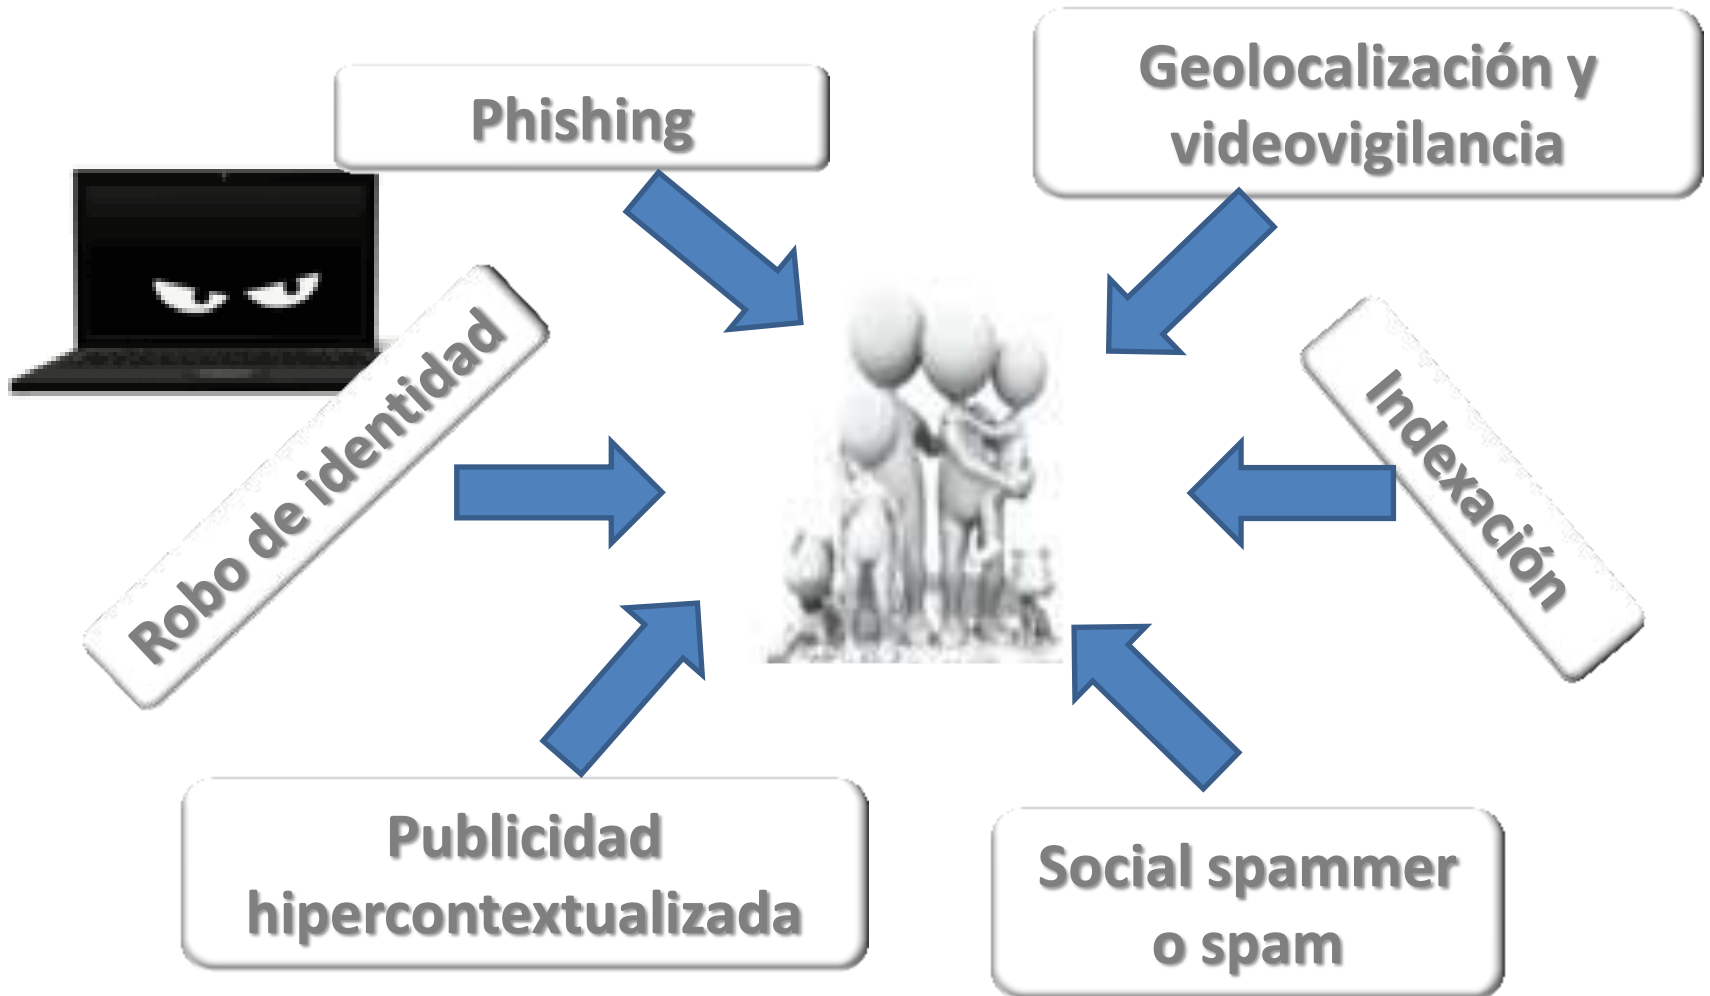 Phishing
Geolocalización y
videovigilancia
Robo de identidad
Indexación
Publicidad
hipercontextualizada
Social spammer
o spam